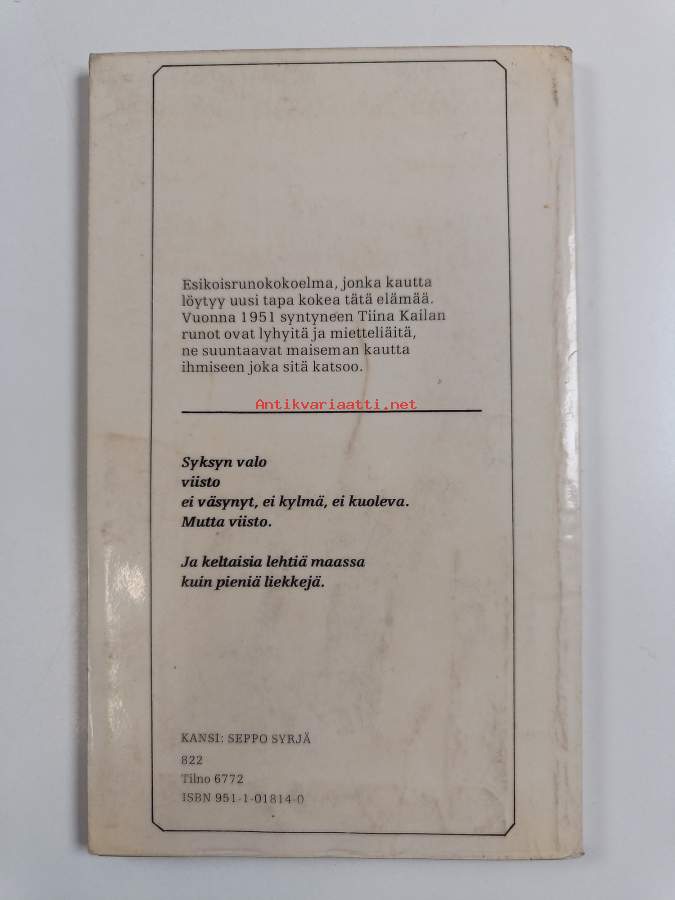 Esikoisrunokokoelma, jonka kautta
löytyy uusi tapa kokea tätä elämää.
Vuonna 1951 syntyneen Tiina Kailan
runot ovat lyhyitä ja mietteliäitä,
ne suuntaavat maiseman kautta
ihmiseen joka sitä katsoo.
Antikvariaatti.net
Syksyn valo
viisto
ei väsynyt, ei kylmä, ei kuoleva.
Mutta viisto.
Ja keltaisia lehtiä maassa
kuin pieniä liekkejä.
KANSI: SEPPO SYRJÄ
822
Tilno 6772
ISBN 951-1-01814-0